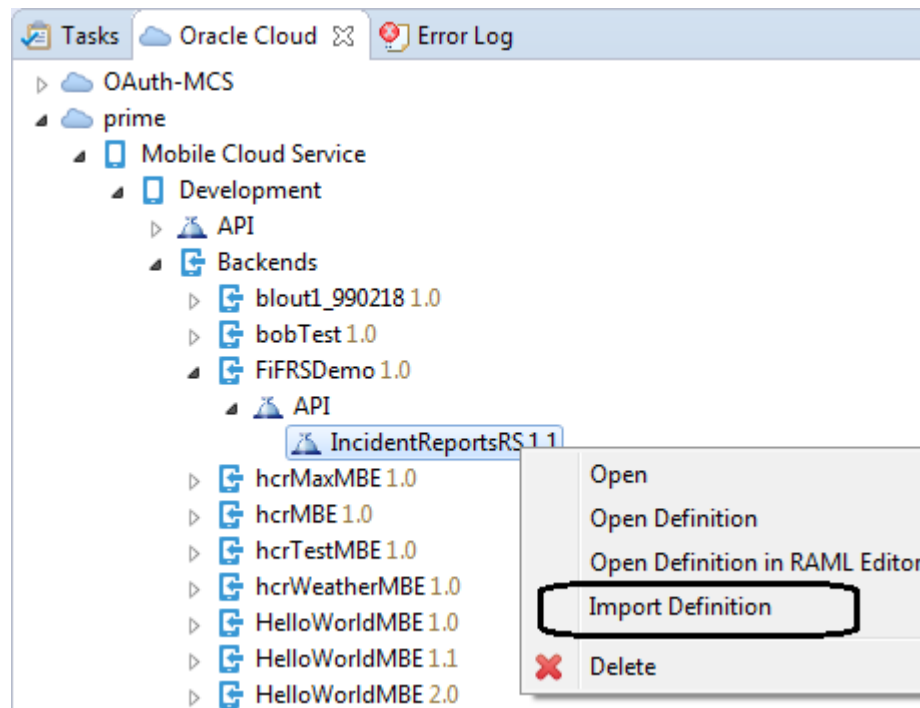 Tasks Oracle Cloud Error Log
OAuth-MCS
prime
Mobile Cloud Service
Development
API
Backends
blout1_990218 1.0
bobTest 1.0
FiFRSDemo 1.0
API
IncidentReportsRS 1.1
Open
hcrMaxMBE 1.0
hcrMBE 1.0
Open Definition
hcrTestMBE 1.0
Open Definition in RAML Editor
hcrWeatherMBE 1.0
Import Definition
HelloWorldMBE 1.0
HelloWorldMBE 1.1
Delete
HelloWorldMBE 2.0